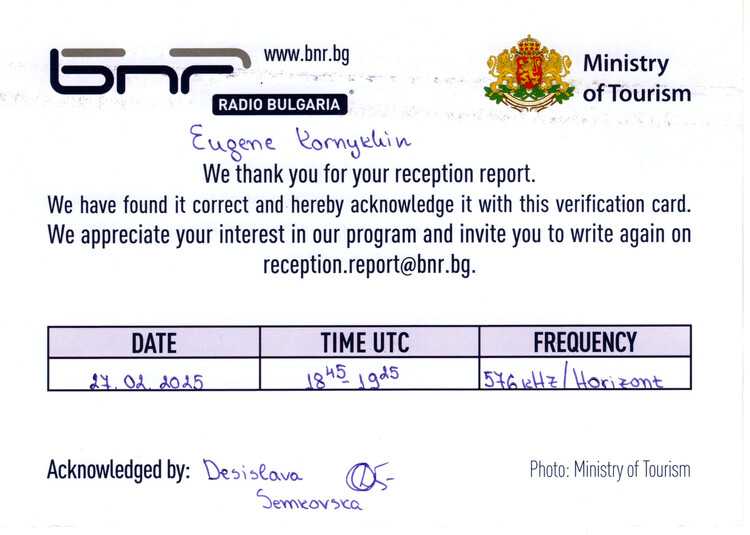 bnr www.bnr.bg
RADIO BULGARIA
Ministry
of Tourism
Eugene Kornykhin
We thank you for your reception report.
We have found it correct and hereby acknowledge it with this verification card.
We appreciate your interest in our program and invite you to write again on
reception.report@bnr.bg.
DATE TIME UTC FREQUENCY
27.02.2025 18 45 - 19 25 576 kHz/Horizont
Acknowledged by: Desislava
Semkovska
Photo: Ministry of Tourism